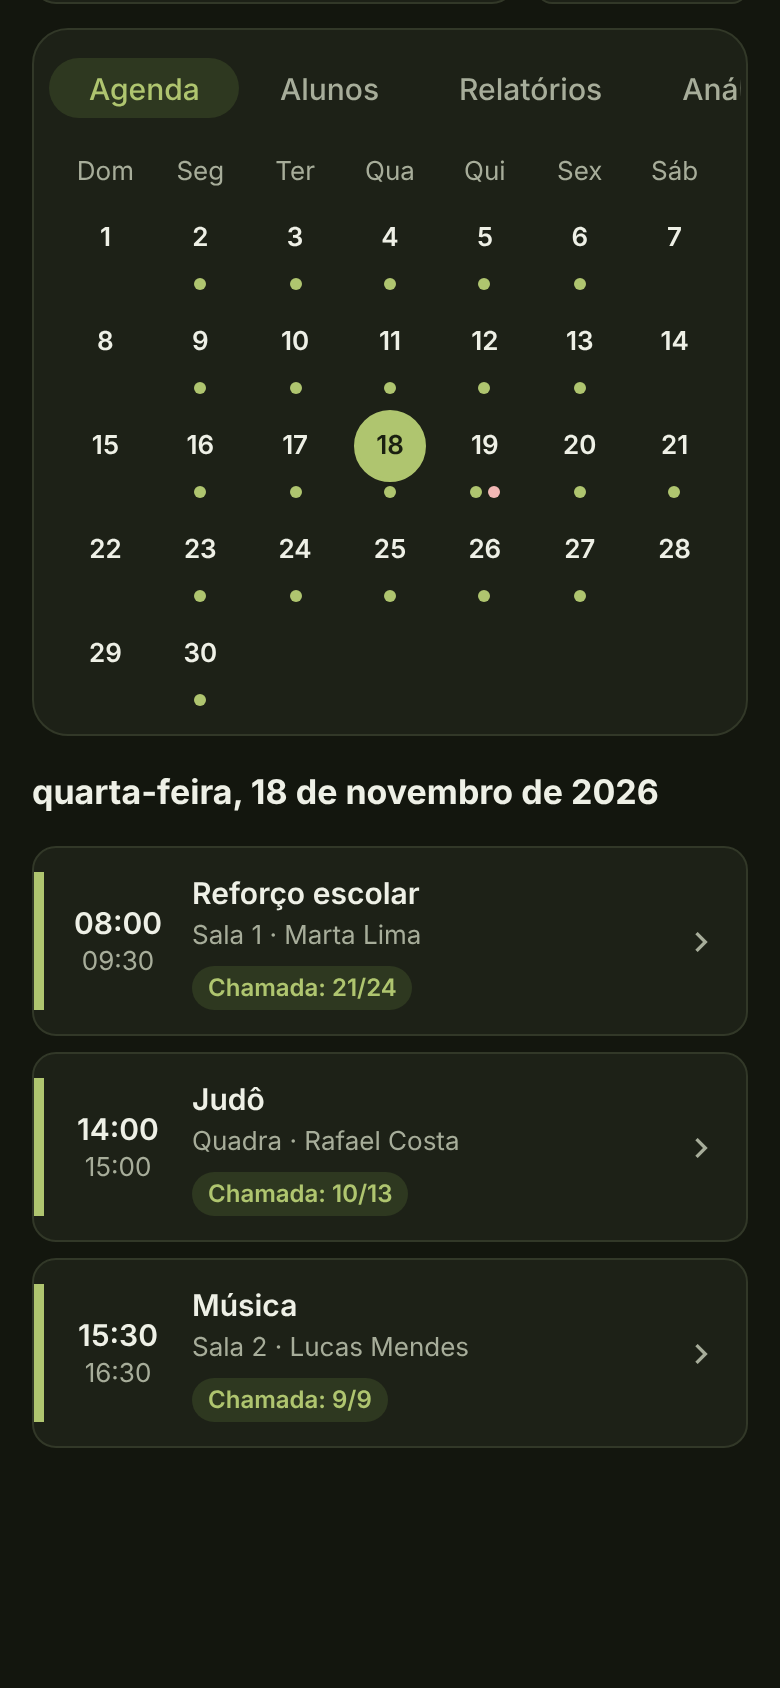 Agenda Alunos Relatórios Aná
Dom Seg Ter Qua Qui Sex Sáb
1 2 3 4 5 6 7
8 9 10 11 12 13 14
15 16 17 18 19 20 21
22 23 24 25 26 27 28
29 30
quarta-feira, 18 de novembro de 2026
08:00
09:30
Reforço escolar
Sala 1 · Marta Lima
Chamada: 21/24
14:00
15:00
Judô
Quadra · Rafael Costa
Chamada: 10/13
15:30
16:30
Música
Sala 2 · Lucas Mendes
Chamada: 9/9